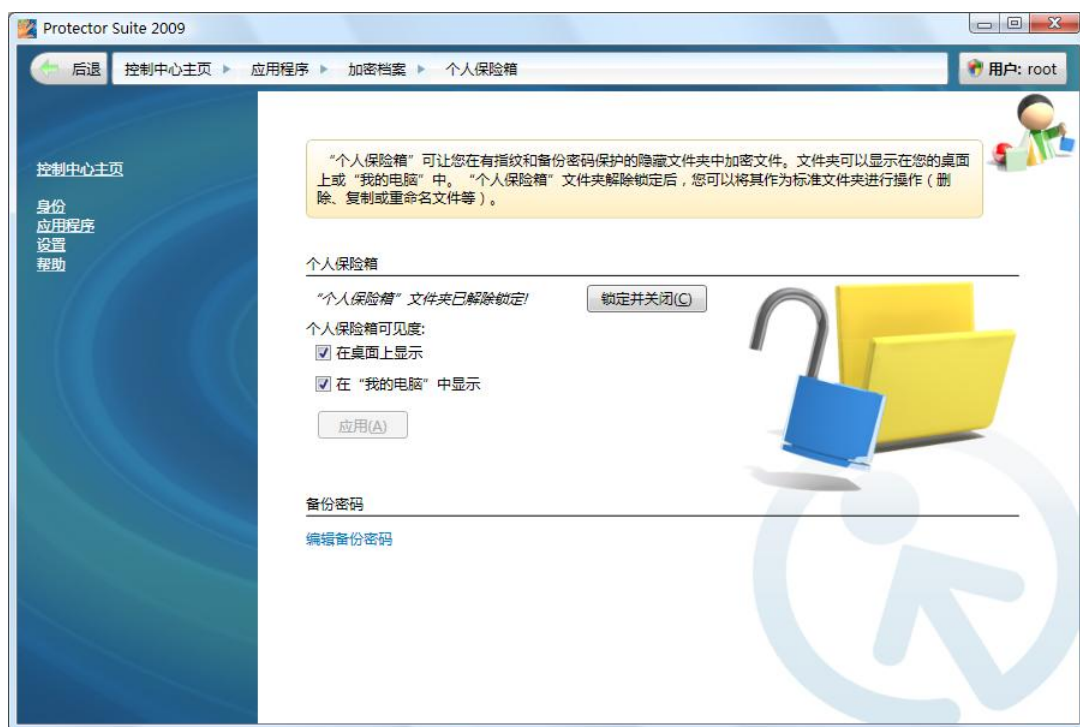 Protector Suite 2009
后退 控制中心主页 应用程序 加密档案 个人保险箱 用户: root
控制中心主页
身份
应用程序
设置
帮助
“个人保险箱”可让您在有指纹和备份密码保护的隐藏文件夹中加密文件。文件夹可以显示在您的桌面
上或“我的电脑”中。“个人保险箱”文件夹解除锁定后，您可以将其作为标准文件夹进行操作（删
除、复制或重命名文件等）。
个人保险箱
“个人保险箱”文件夹已解除锁定! 锁定并关闭(C)
个人保险箱可见度:
在桌面上显示
在“我的电脑”中显示
应用(A)
备份密码
编辑备份密码